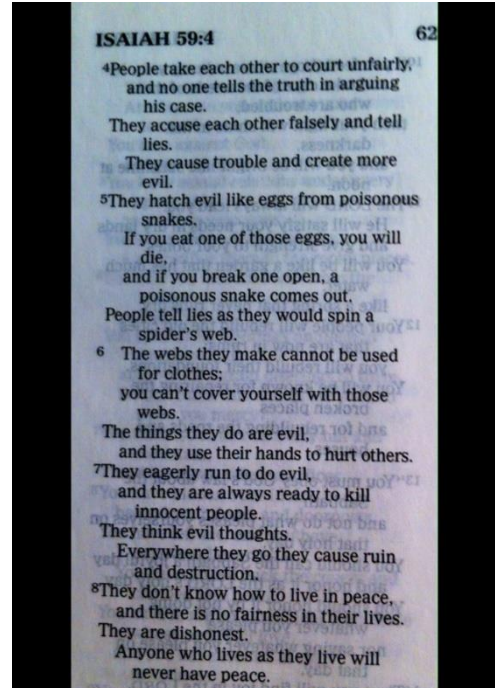 ISAIAH 59:4 62
4People take each other to court unfairly,
and no one tells the truth in arguing
his case.
They accuse each other falsely and tell
lies.
They cause trouble and create more
evil.
5They hatch evil like eggs from poisonous
snakes.
If you eat one of those eggs, you will
die,
and if you break one open, a
poisonous snake comes out.
People tell lies as they would spin a
spider's web.
6 The webs they make cannot be used
for clothes;
you can't cover yourself with those
webs.
The things they do are evil,
and they use their hands to hurt others.
7They eagerly run to do evil,
and they are always ready to kill
innocent people.
They think evil thoughts.
Everywhere they go they cause ruin
and destruction.
8They don't know how to live in peace,
and there is no fairness in their lives.
They are dishonest.
Anyone who lives as they live will
never have peace.